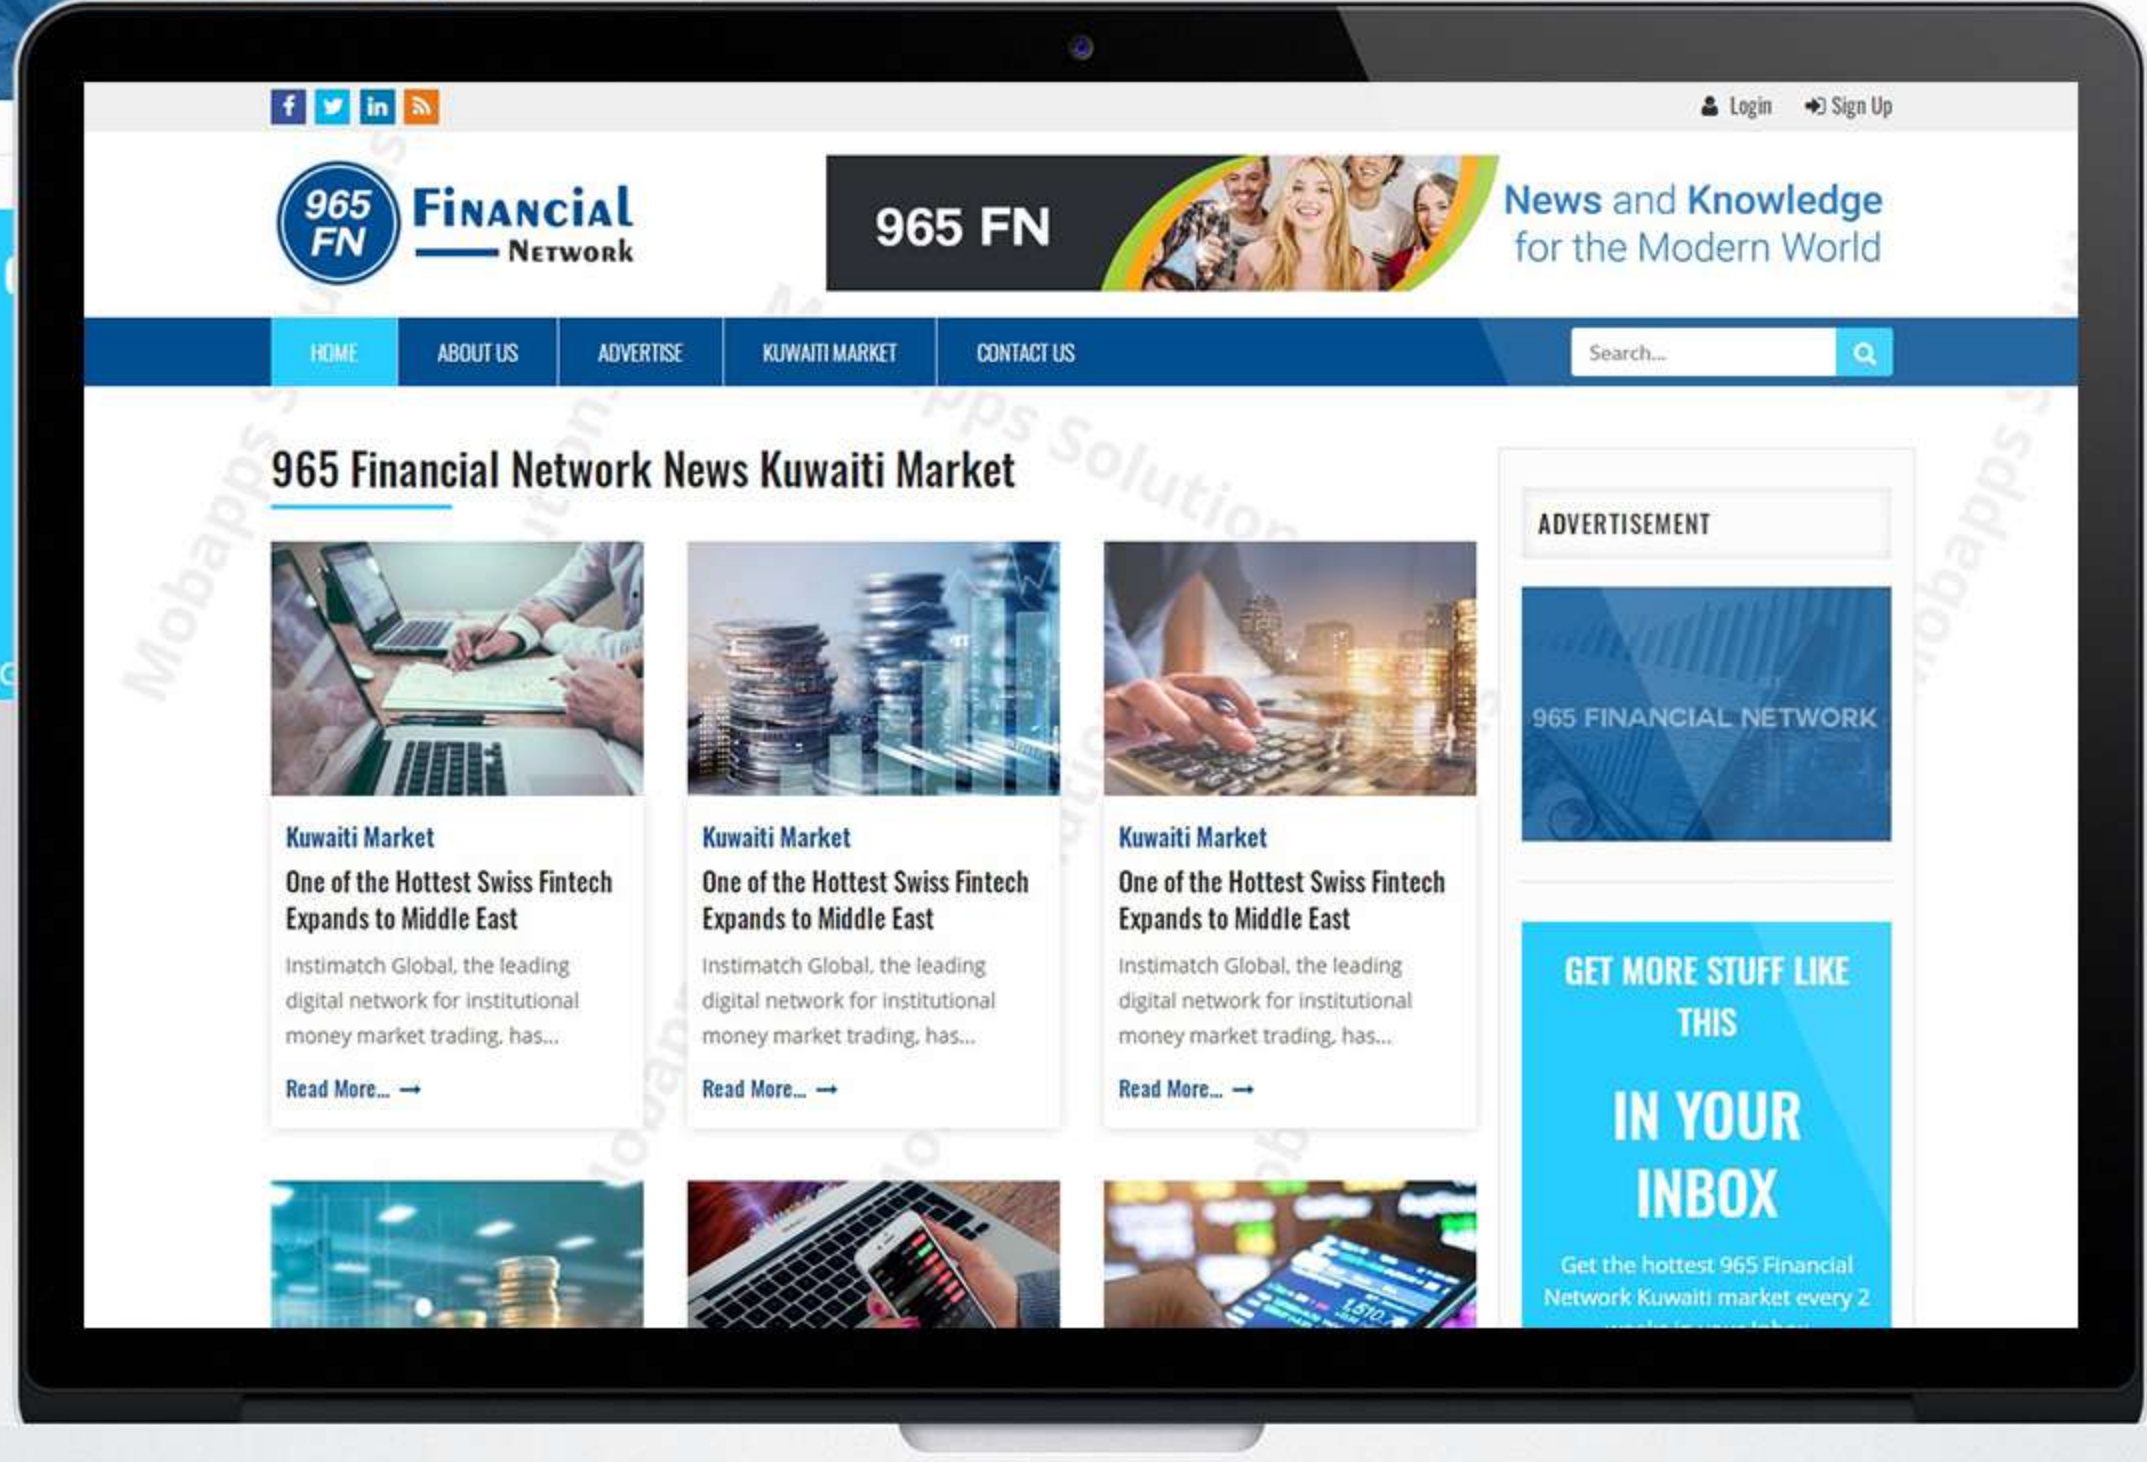 Login
Sign Up
965
FN
Financial
Network
965 FN
News and Knowledge
for the Modern World
HOME
ABOUT US
ADVERTISE
KUWAITI MARKET
CONTACT US
Search...
965 Financial Network News Kuwaiti Market
Kuwaiti Market
One of the Hottest Swiss Fintech
Expands to Middle East
Instimatch Global, the leading
digital network for institutional
money market trading, has...
Read More...
Kuwaiti Market
One of the Hottest Swiss Fintech
Expands to Middle East
Instimatch Global, the leading
digital network for institutional
money market trading, has...
Read More...
Kuwaiti Market
One of the Hottest Swiss Fintech
Expands to Middle East
Instimatch Global, the leading
digital network for institutional
money market trading, has...
Read More...
ADVERTISEMENT
965 FINANCIAL NETWORK
GET MORE STUFF LIKE
THIS
IN YOUR
INBOX
Get the hottest 965 Financial
Network Kuwaiti market every 2